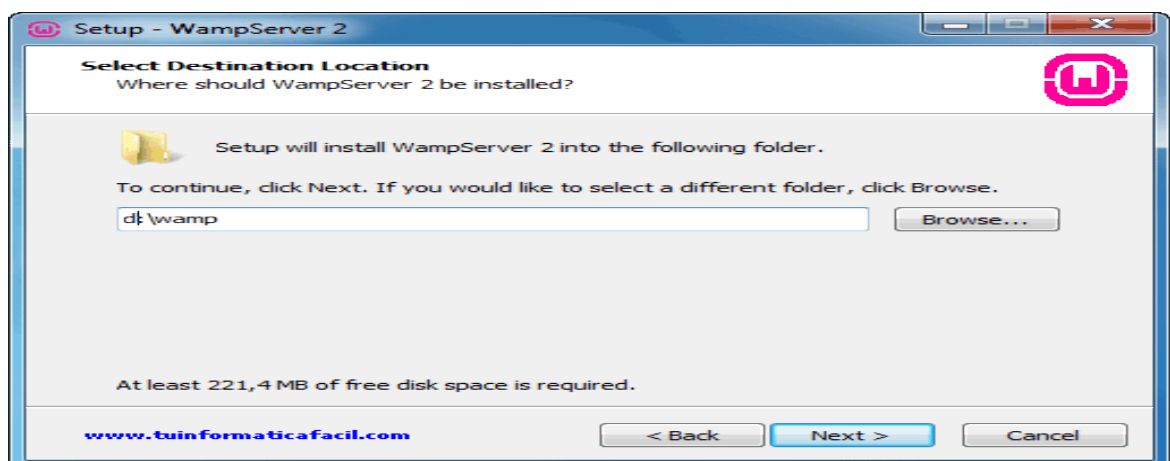 Setup - WampServer 2
Select Destination Location
Where should WampServer 2 be installed?
Setup will install WampServer 2 into the following folder.
To continue, click Next. If you would like to select a different folder, click Browse.
d:\wamp
Browse...
At least 221,4 MB of free disk space is required.
www.tuinformaticafacil.com
< Back
Next >
Cancel